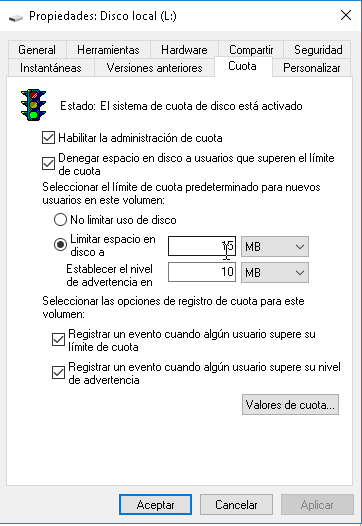 Propiedades: Disco local (L:)
General Herramientas Hardware Compartir Seguridad
Instantáneas Versiones anteriores Cuota Personalizar
Estado: El sistema de cuota de disco está activado
Habilitar la administración de cuota
Denegar espacio en disco a usuarios que superen el límite
de cuota
Seleccionar el límite de cuota predeterminado para nuevos
usuarios en este volumen:
No limitar uso de disco
Limitar espacio en
disco a
15 MB
Establecer el nivel
de advertencia en
10 MB
Seleccionar las opciones de registro de cuota para este
volumen:
Registrar un evento cuando algún usuario supere su
límite de cuota
Registrar un evento cuando algún usuario supere su nivel
de advertencia
Valores de cuota...
Aceptar Cancelar Aplicar